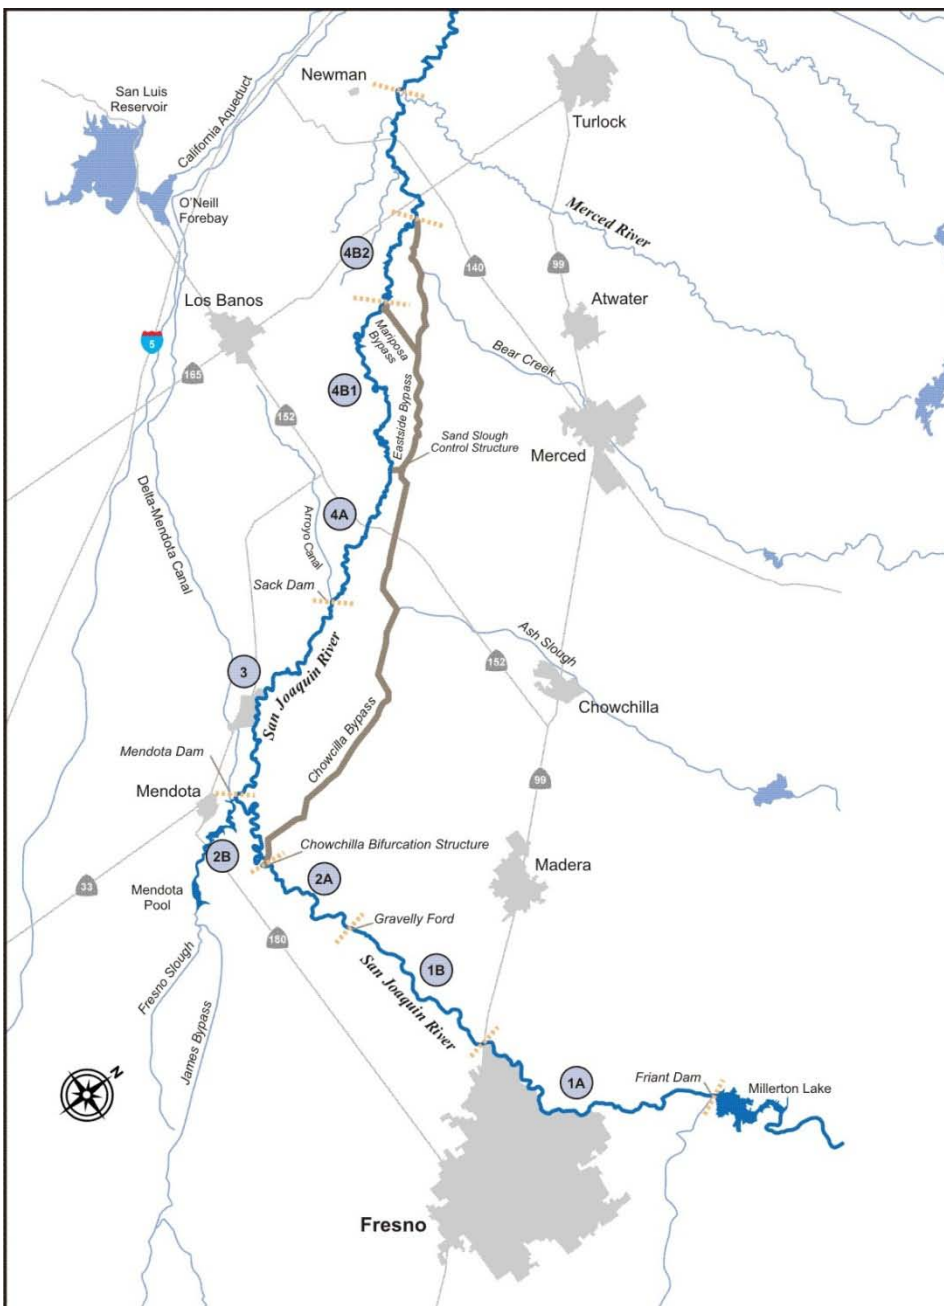 Newman
Turlock
San Luis
Reservoir
California Aqueduct
O'Neill
Forebay
Merced River
4B2
140
99
Los Banos
Atwater
5
Mariposa
Bypass
165
Bear Creek
4B1
152
Eastside Bypass
Sand Slough
Control Structure
Merced
Delta-Mendota Canal
4A
Arroyo Canal
Sack Dam
Ash Slough
3
San Joaquin River
152
Chowchilla
Chowcilla Bypass
Mendota Dam
Mendota
99
Chowchilla Bifurcation Structure
2B
2A
Madera
33
Mendota
Pool
Gravelly Ford
180
Fresno Slough
San Joaquin River
1B
James Bypass
N
1A
Friant Dam
Millerton Lake
Fresno